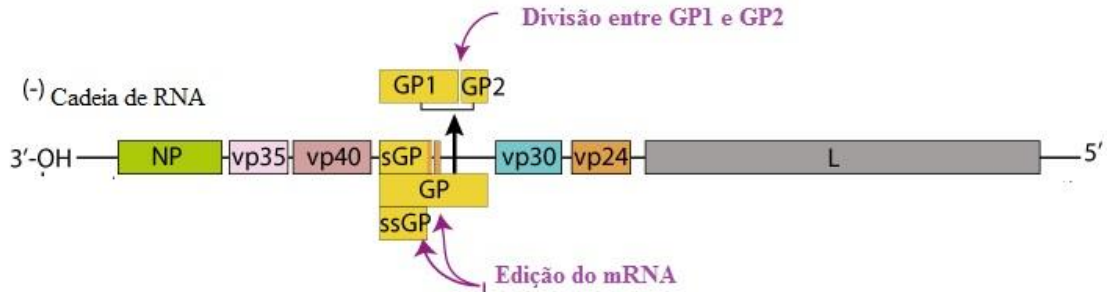 Divisão entre GP1 e GP2
GP1 GP2
(-) Cadeia de RNA
3'-OH NP vp35 vp40 sGP vp30 vp24 L 5'
GP
ssGP
Edição do mRNA